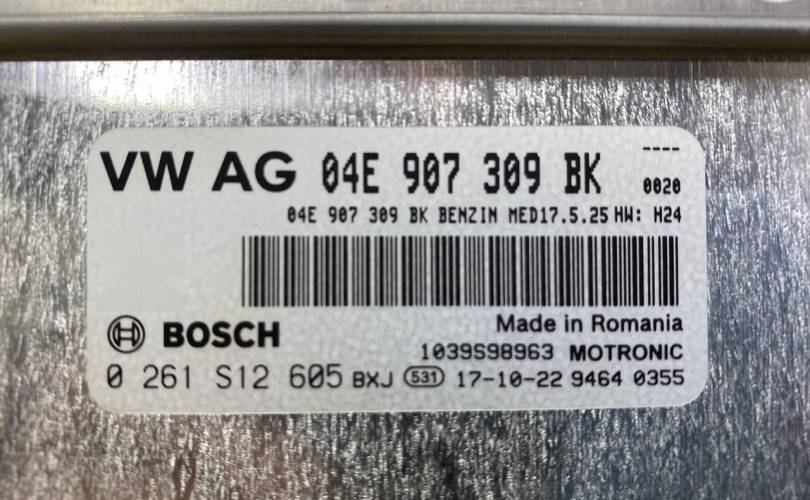 VW AG 04E 907 309 BK ----
0020
04E 907 309 BK BENZIN MED17.5.25 HW: H24
BOSCH Made in Romania
1039S98963 MOTRONIC
0 261 S12 605 BXJ 531 17-10-22 9464 0355